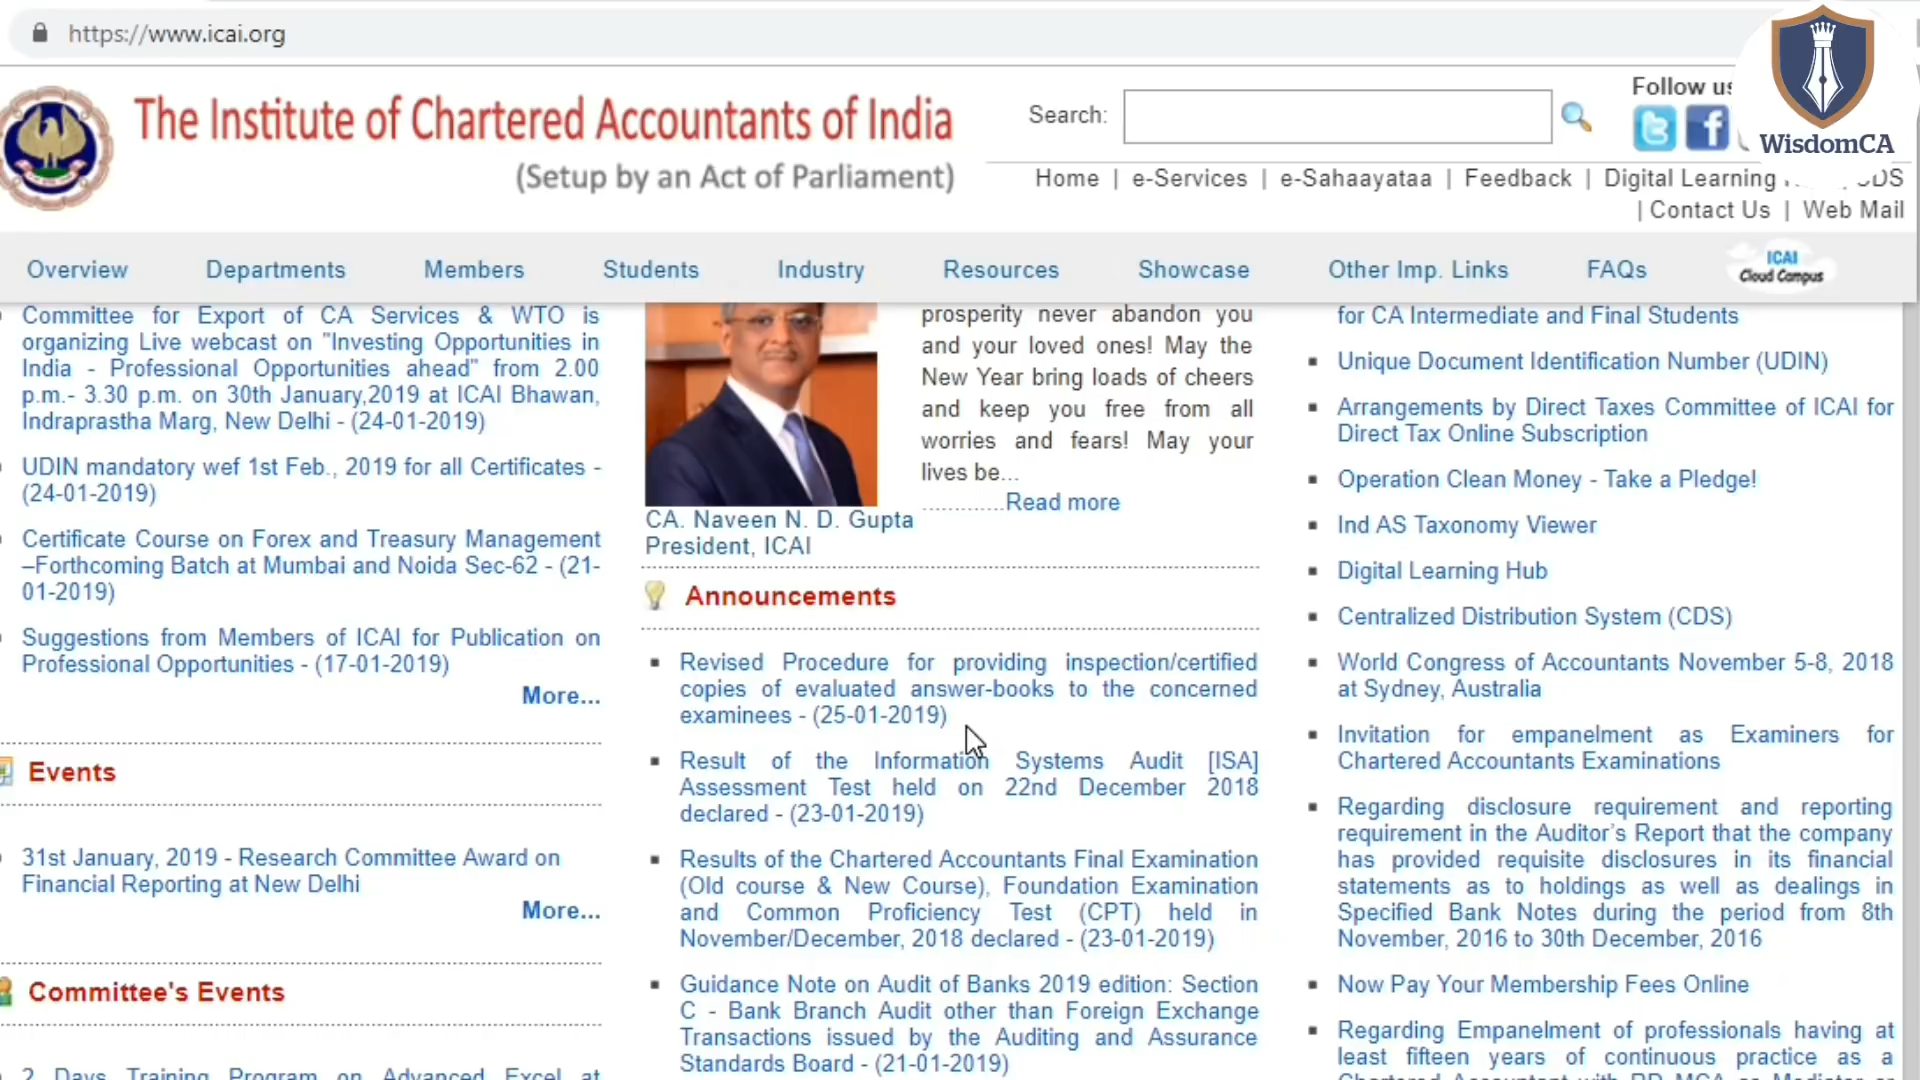 https://www.icai.org
WisdomCA
The Institute of Chartered Accountants of India
(Setup by an Act of Parliament)
Search:
Follow us
Home | e-Services | e-Sahaayataa | Feedback | Digital Learning
| Contact Us | Web Mail
Overview Departments Members Students Industry Resources Showcase Other Imp. Links FAQs ICAI Cloud Campus
Committee for Export of CA Services & WTO is
organizing Live webcast on "Investing Opportunities in
India - Professional Opportunities ahead" from 2.00
p.m.- 3.30 p.m. on 30th January,2019 at ICAI Bhawan,
Indraprastha Marg, New Delhi - (24-01-2019)
UDIN mandatory wef 1st Feb., 2019 for all Certificates -
(24-01-2019)
Certificate Course on Forex and Treasury Management
–Forthcoming Batch at Mumbai and Noida Sec-62 - (21-
01-2019)
Suggestions from Members of ICAI for Publication on
Professional Opportunities - (17-01-2019)
More...
Events
31st January, 2019 - Research Committee Award on
Financial Reporting at New Delhi
More...
Committee's Events
2 Days Training Program on Advanced Excel at
prosperity never abandon you
and your loved ones! May the
New Year bring loads of cheers
and keep you free from all
worries and fears! May your
lives be...
............Read more
CA. Naveen N. D. Gupta
President, ICAI
Announcements
Revised Procedure for providing inspection/certified
copies of evaluated answer-books to the concerned
examinees - (25-01-2019)
Result of the Information Systems Audit [ISA]
Assessment Test held on 22nd December 2018
declared - (23-01-2019)
Results of the Chartered Accountants Final Examination
(Old course & New Course), Foundation Examination
and Common Proficiency Test (CPT) held in
November/December, 2018 declared - (23-01-2019)
Guidance Note on Audit of Banks 2019 edition: Section
C - Bank Branch Audit other than Foreign Exchange
Transactions issued by the Auditing and Assurance
Standards Board - (21-01-2019)
for CA Intermediate and Final Students
Unique Document Identification Number (UDIN)
Arrangements by Direct Taxes Committee of ICAI for
Direct Tax Online Subscription
Operation Clean Money - Take a Pledge!
Ind AS Taxonomy Viewer
Digital Learning Hub
Centralized Distribution System (CDS)
World Congress of Accountants November 5-8, 2018
at Sydney, Australia
Invitation for empanelment as Examiners for
Chartered Accountants Examinations
Regarding disclosure requirement and reporting
requirement in the Auditor's Report that the company
has provided requisite disclosures in its financial
statements as to holdings as well as dealings in
Specified Bank Notes during the period from 8th
November, 2016 to 30th December, 2016
Now Pay Your Membership Fees Online
Regarding Empanelment of professionals having at
least fifteen years of continuous practice as a